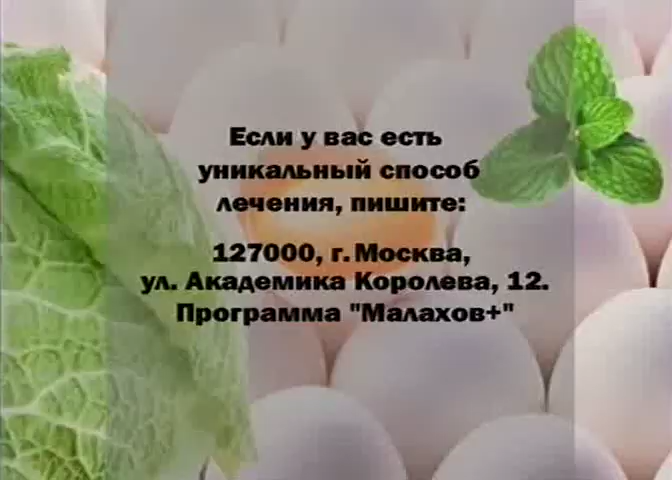 Если у вас есть
уникальный способ
лечения, пишите:
127000, г. Москва,
ул. Академика Королева, 12.
Программа "Малахов+"